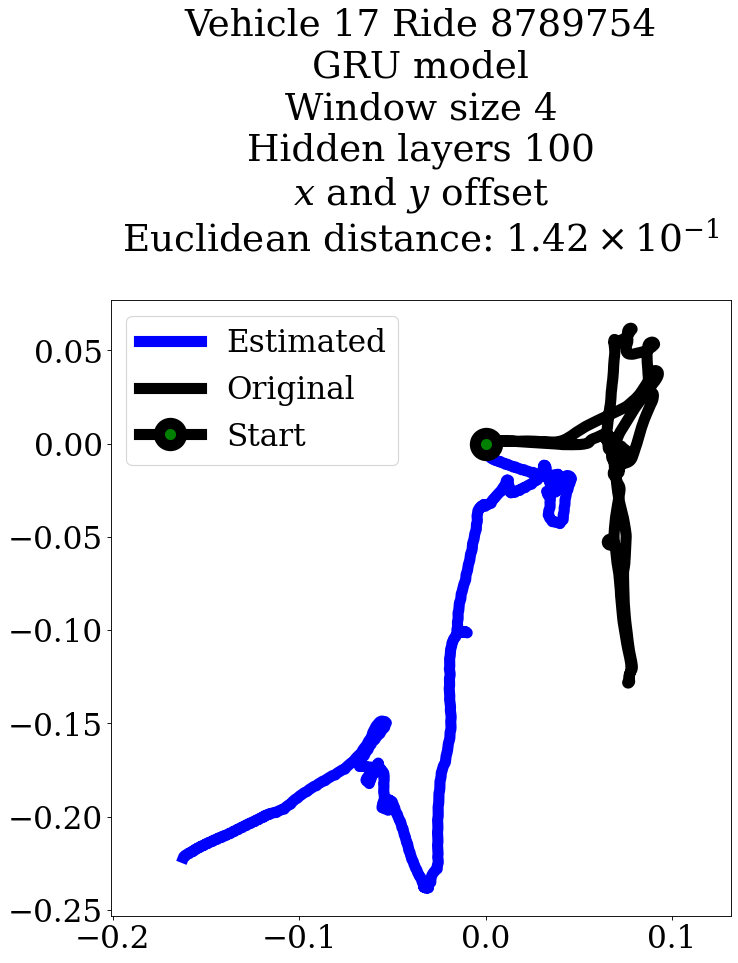 Vehicle 17 Ride 8789754
GRU model
Window size 4
Hidden layers 100
x and y offset
Euclidean distance: 1.42 × 10⁻¹
Estimated
Original
Start
0.05
0.00
−0.05
−0.10
−0.15
−0.20
−0.25
−0.2 −0.1 0.0 0.1